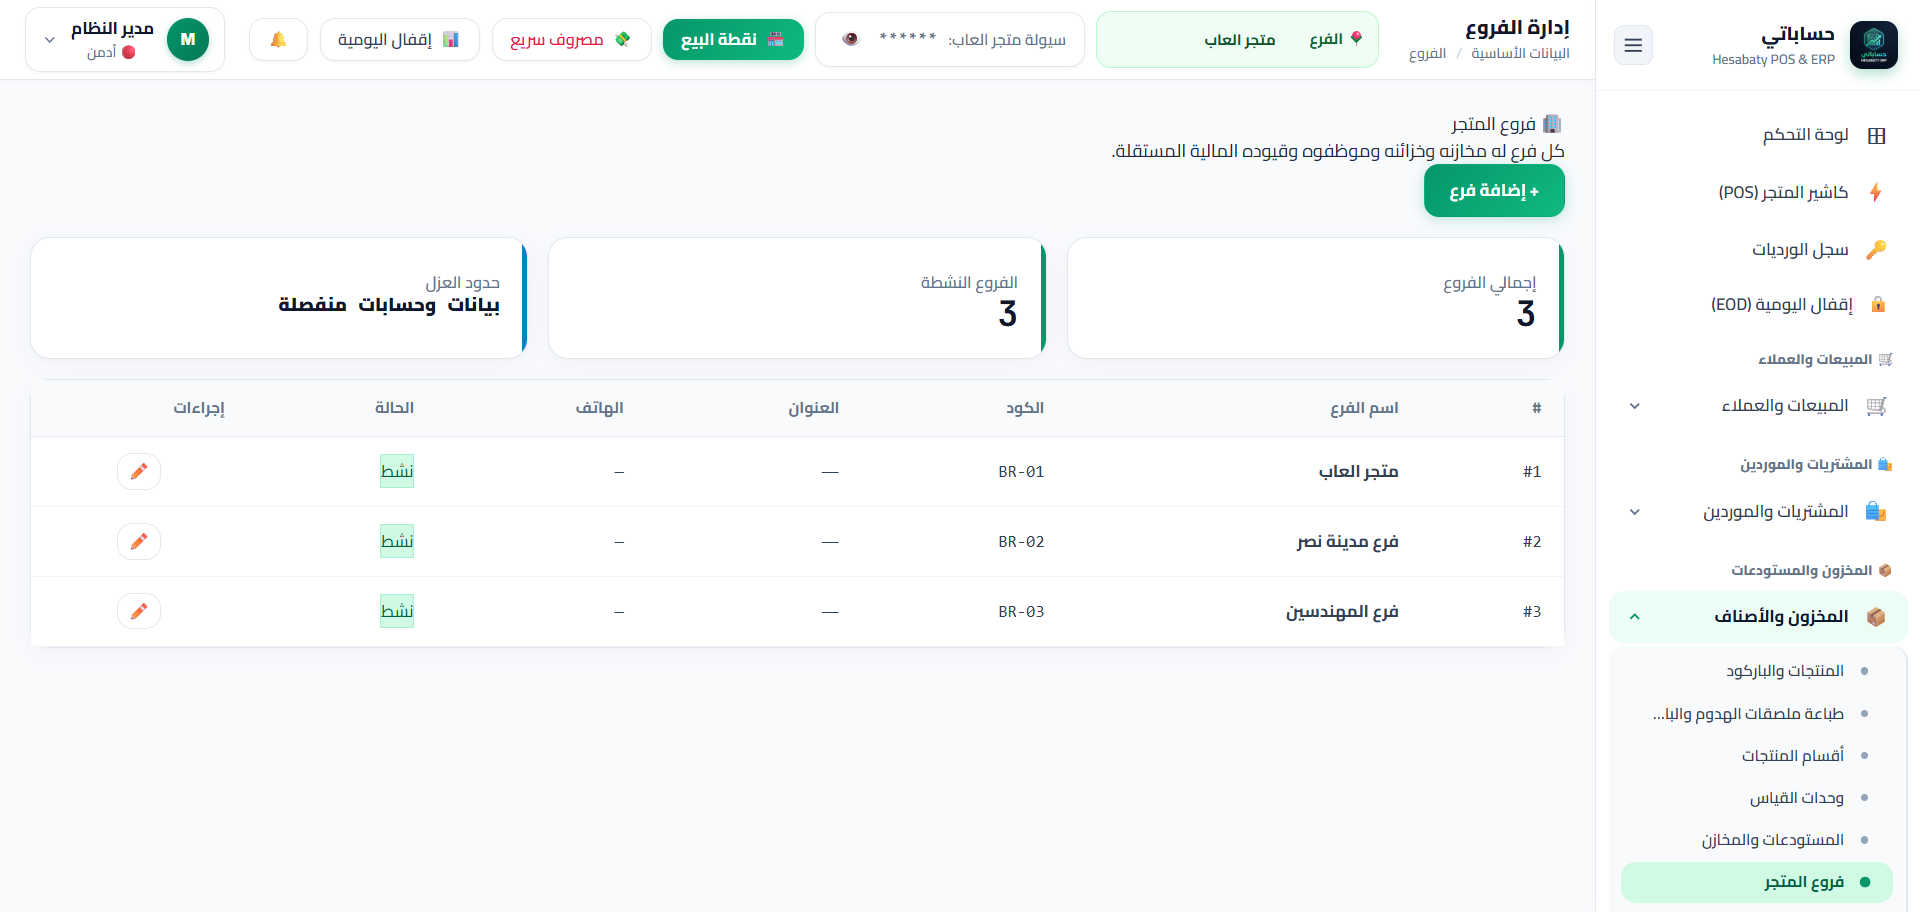 حساباتي
Hesabaty POS & ERP
إدارة الفروع
البيانات الأساسية / الفروع
الفرع متجر العاب
سيولة متجر العاب: ******
نقطة البيع
مصروف سريع
إقفال اليومية
M
مدير النظام
أدمن
لوحة التحكم
كاشير المتجر (POS)
سجل الورديات
إقفال اليومية (EOD)
المبيعات والعملاء
المبيعات والعملاء
المشتريات والموردين
المشتريات والموردين
المخزون والمستودعات
المخزون والأصناف
المنتجات والباركود
طباعة ملصقات الهدوم والبا...
أقسام المنتجات
وحدات القياس
المستودعات والمخازن
فروع المتجر
فروع المتجر
كل فرع له مخازنه وخزائنه وموظفوه وقيوده المالية المستقلة.
+ إضافة فرع
إجمالي الفروع
3
الفروع النشطة
3
حدود العزل
بيانات وحسابات منفصلة
# اسم الفرع الكود العنوان الهاتف الحالة إجراءات
#1 متجر العاب BR-01 — – نشط
#2 فرع مدينة نصر BR-02 — – نشط
#3 فرع المهندسين BR-03 — – نشط